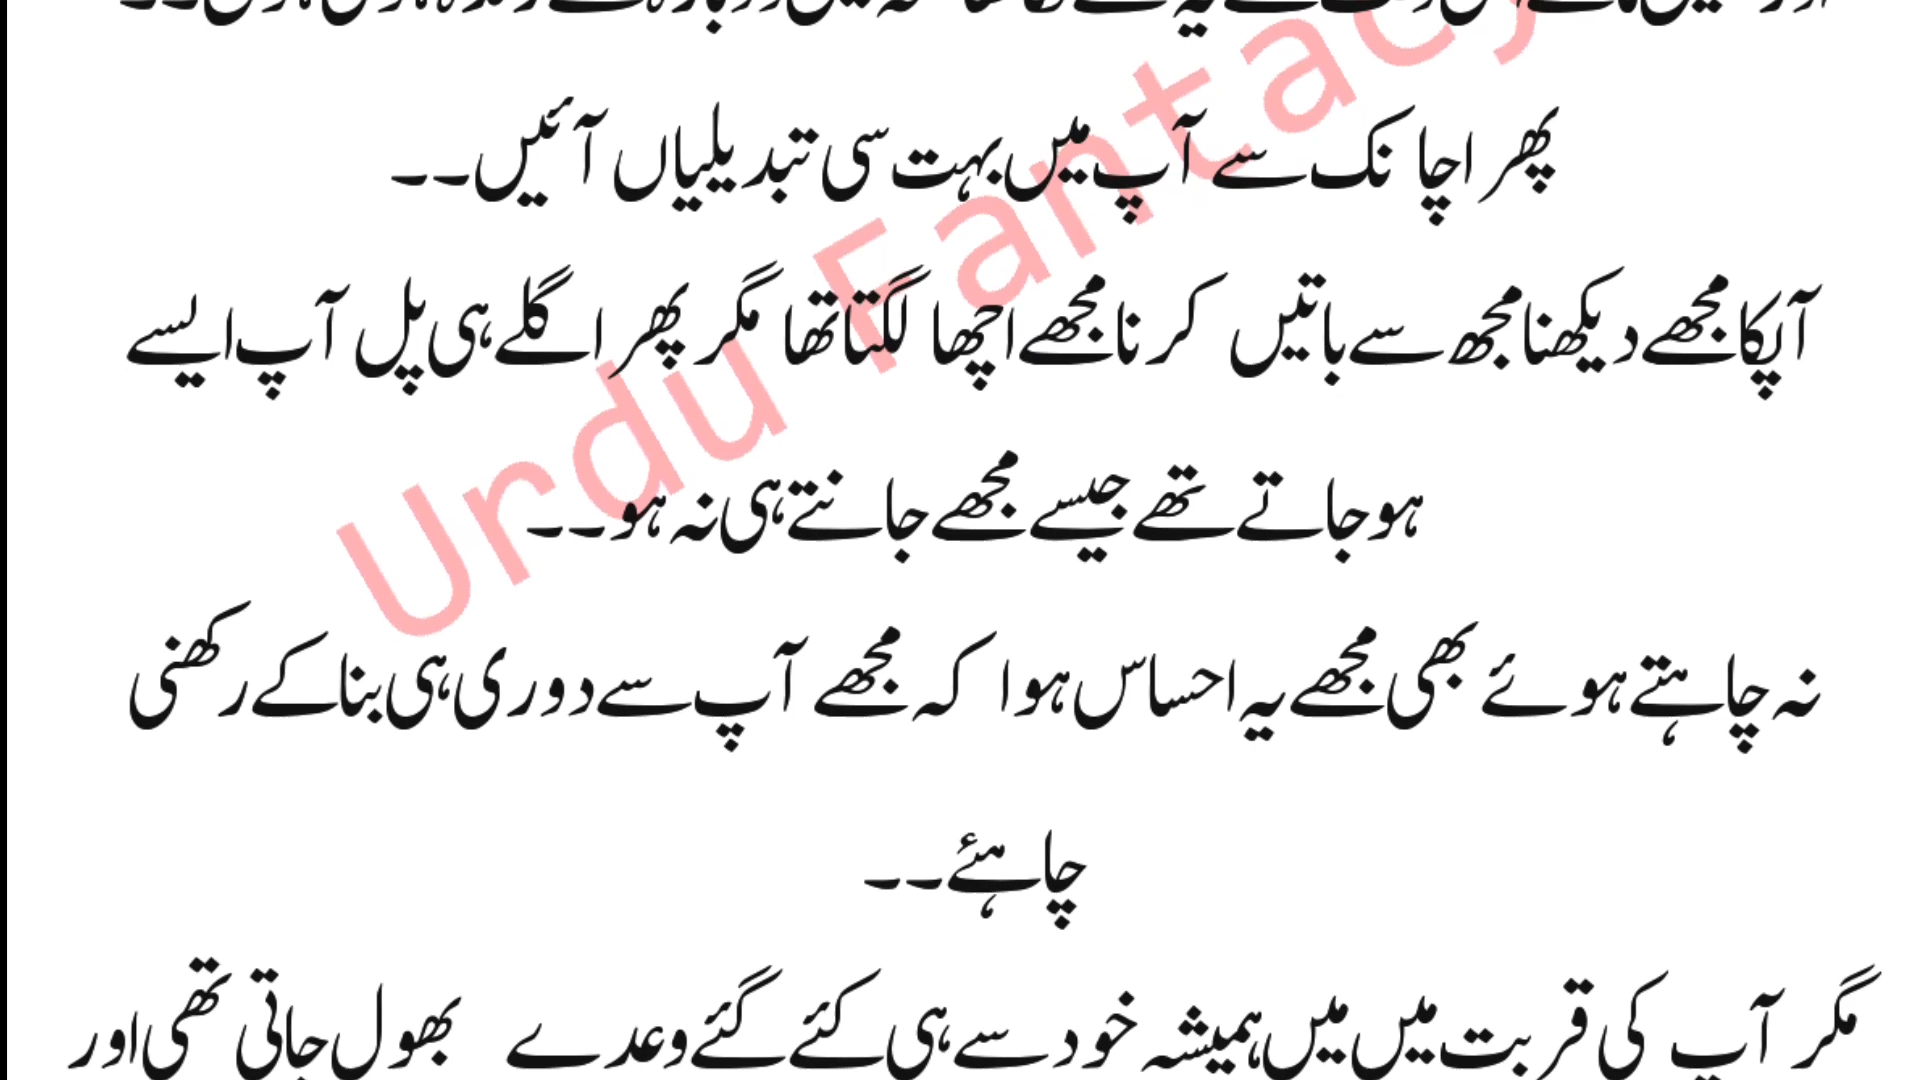 پھر اچانک سے آپ میں بہت سی تبدیلیاں آئیں۔۔
آپکا مجھے دیکھنا مجھ سے باتیں کرنا مجھے اچھا لگتا تھا مگر پھر اگلے ہی پل آپ ایسے
ہو جاتے تھے جیسے مجھے جانتے ہی نہ ہو۔۔
نہ چاہتے ہوئے بھی مجھے یہ احساس ہوا کہ مجھے آپ سے دوری ہی بنا کے رکھنی
چاہئے۔۔
مگر آپ کی قربت میں میں ہمیشہ خود سے ہی کئے گئے وعدے بھول جاتی تھی اور
Urdu Fantacy